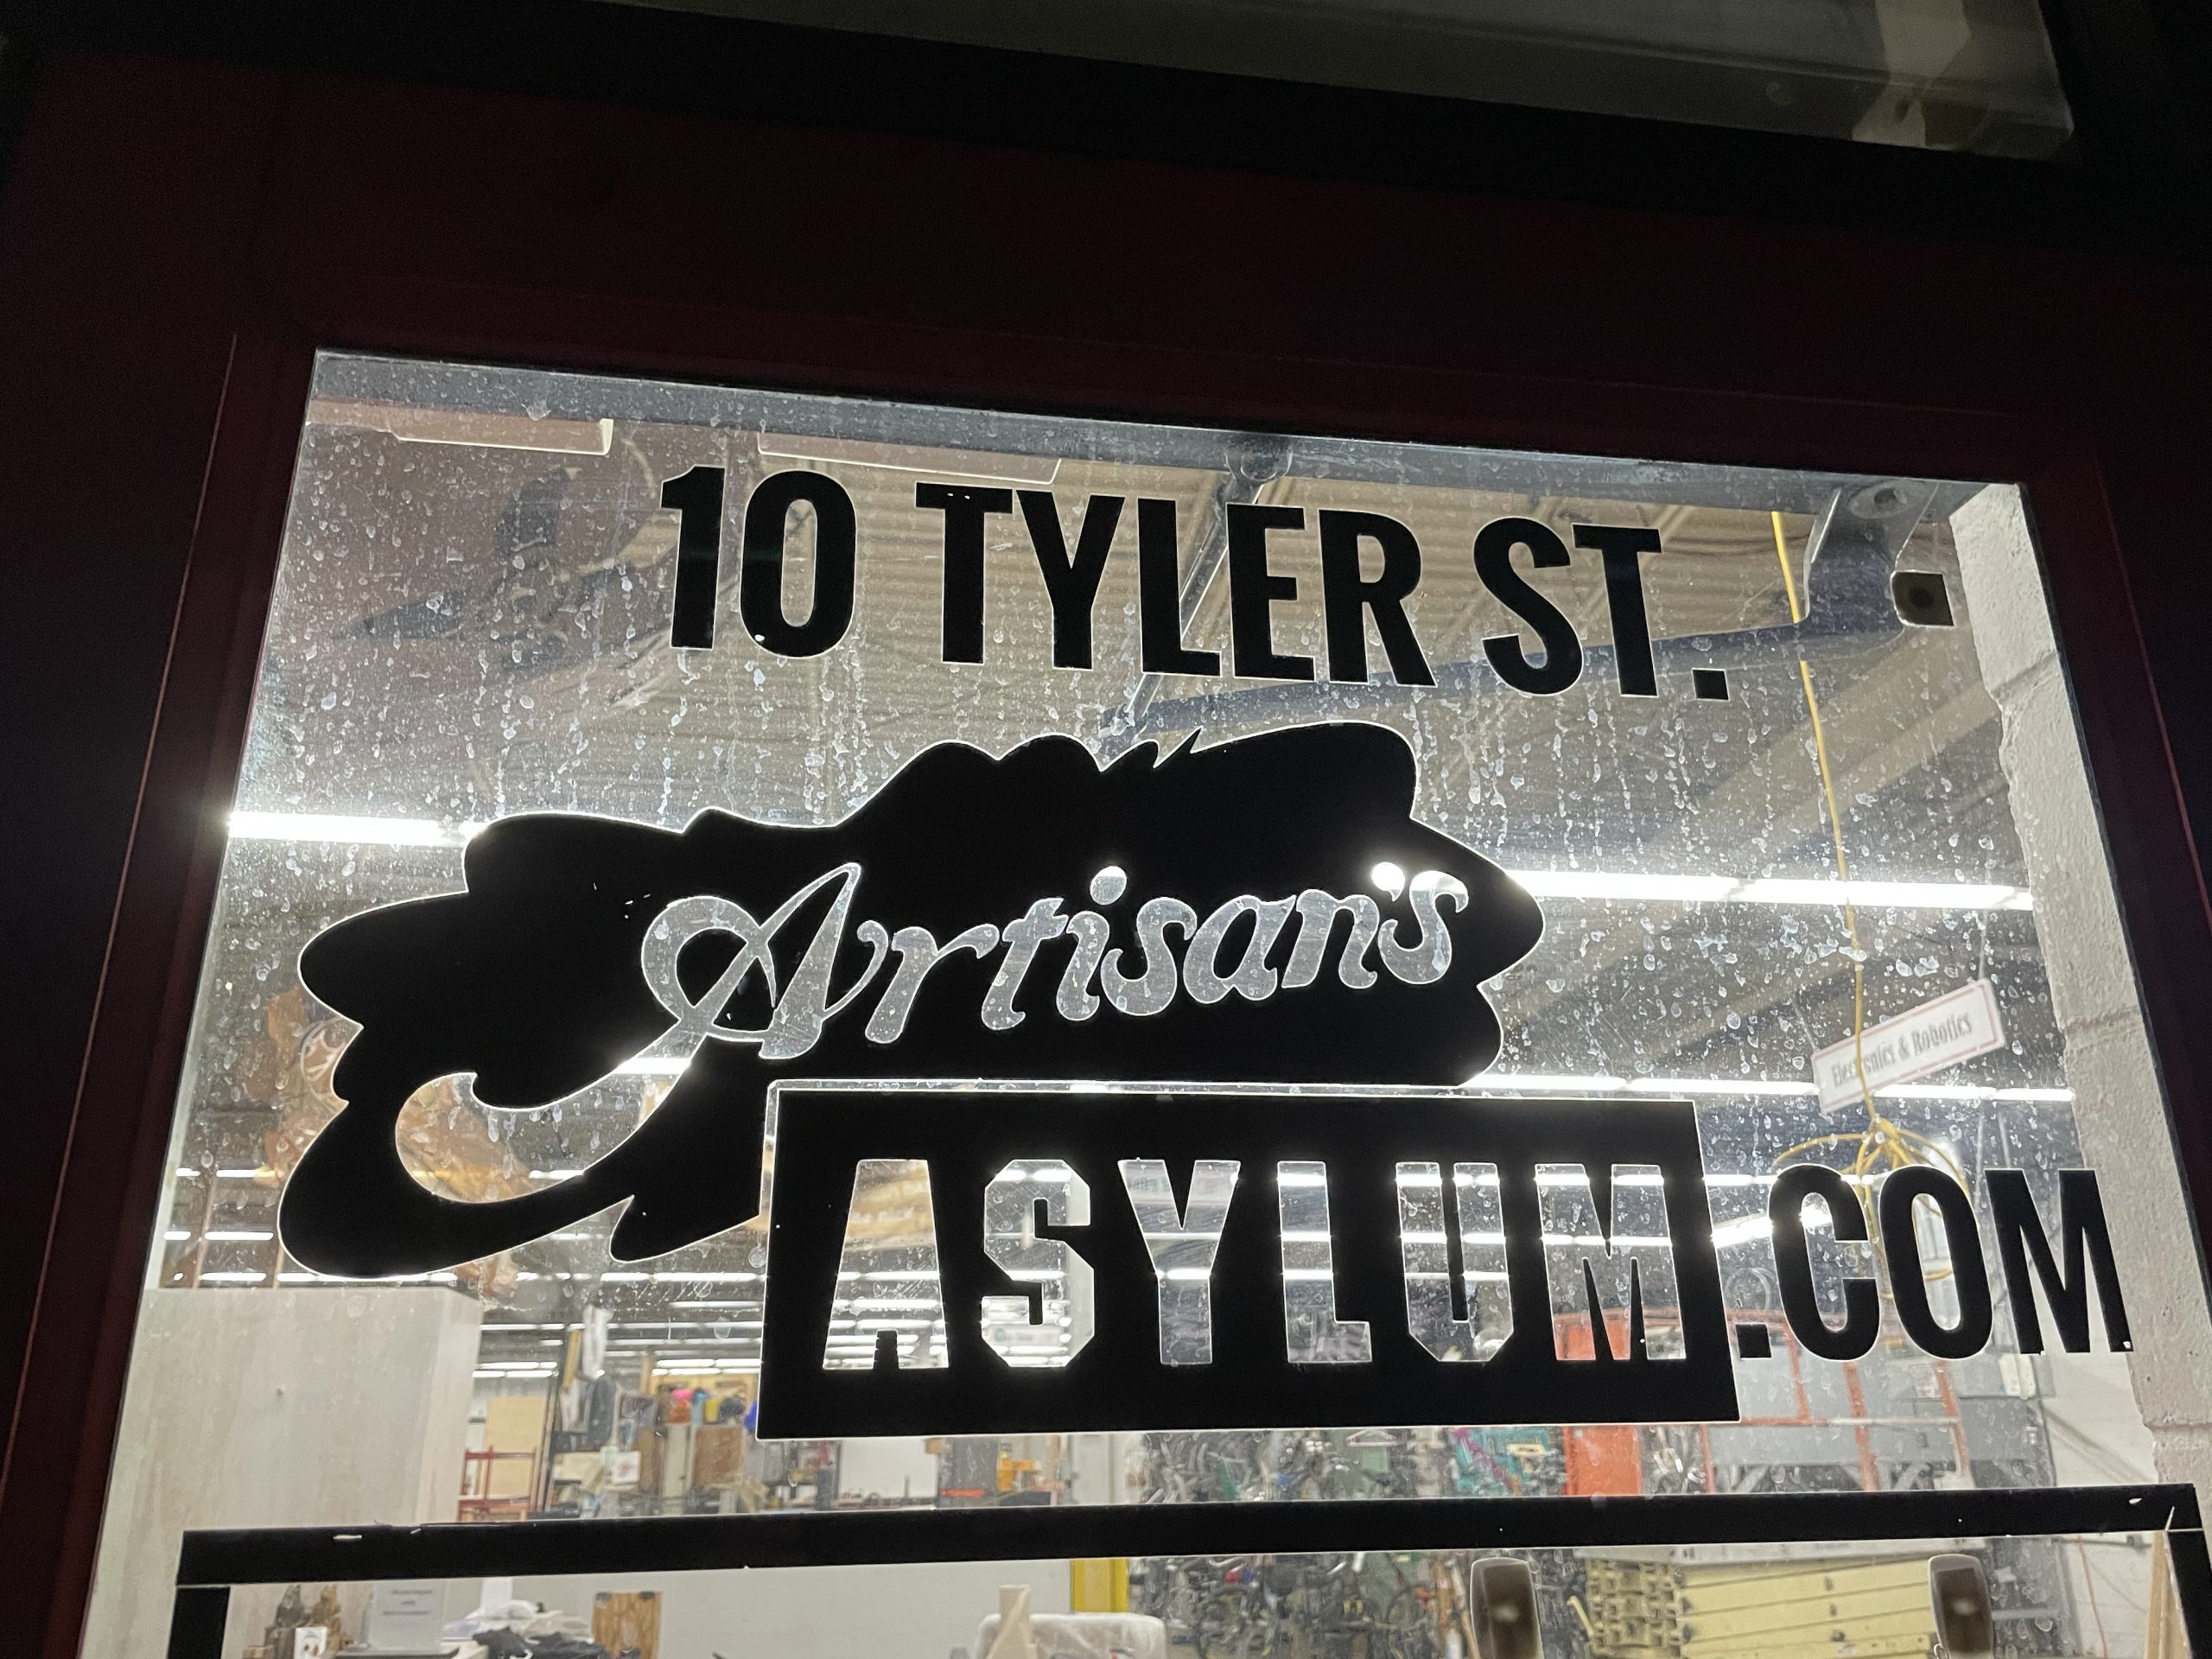 10 TYLER ST.
Artisan's
ASYLUM.COM
Electronics & Robotics